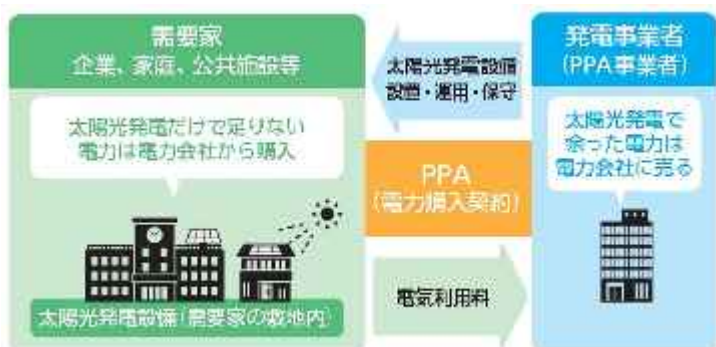 需要家
企業、家庭、公共施設等
太陽光発電だけで足りない
電力は電力会社から購入
太陽光発電設備(需要家の敷地内)
太陽光発電設備
設置・運用・保守
PPA
(電力購入契約)
電気利用料
発電事業者
(PPA事業者)
太陽光発電で
余った電力は
電力会社に売る